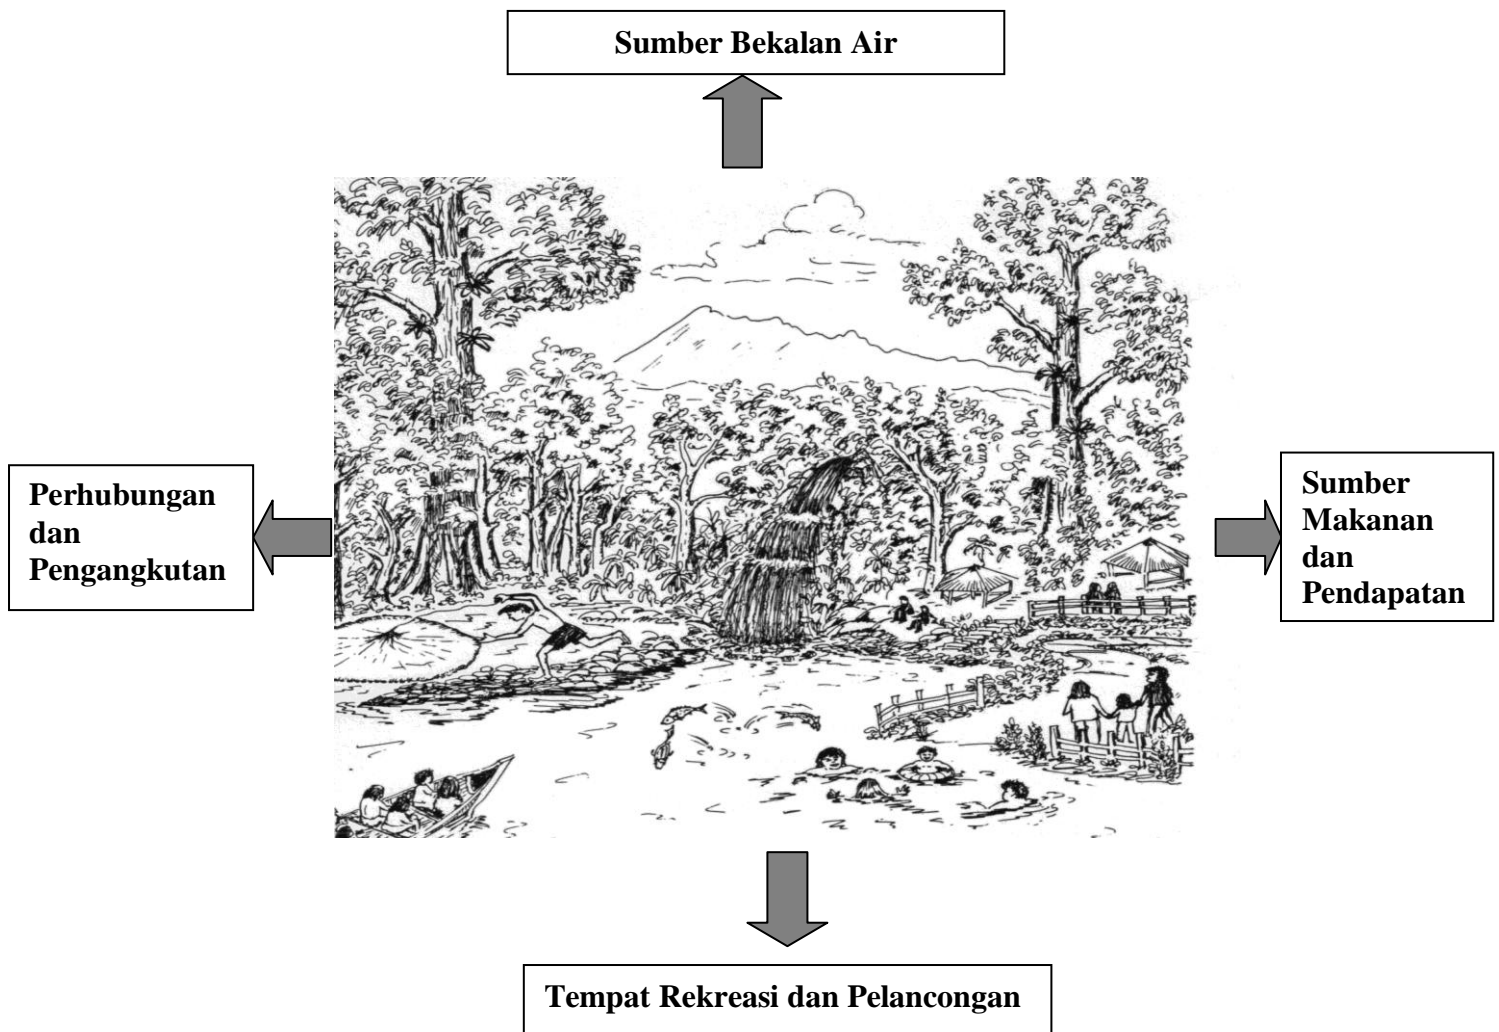 Sumber Bekalan Air
Perhubungan
dan
Pengangkutan
Sumber
Makanan
dan
Pendapatan
Tempat Rekreasi dan Pelancongan